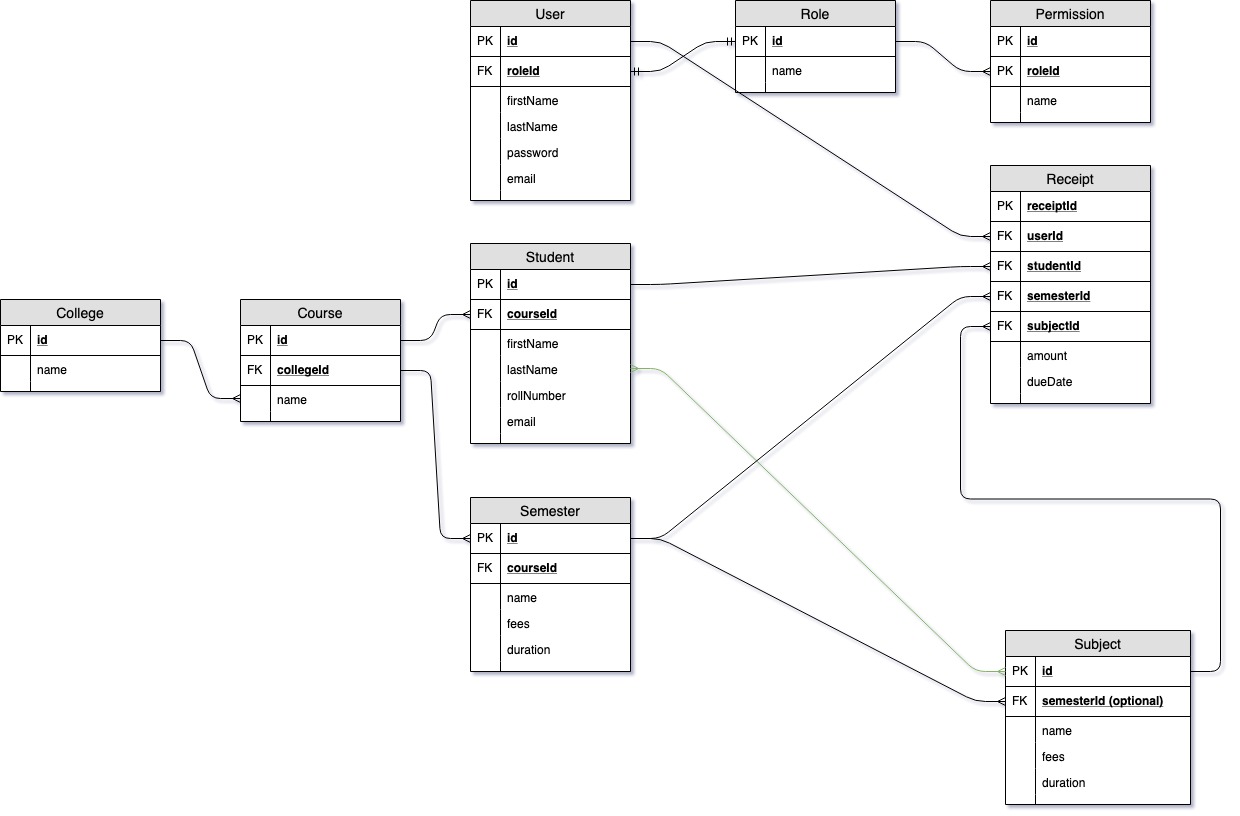 User
PK id
FK roleId
firstName
lastName
password
email
Role
PK id
name
Permission
PK id
PK roleId
name
Receipt
PK receiptId
FK userId
FK studentId
FK semesterId
FK subjectId
amount
dueDate
Student
PK id
FK courseId
firstName
lastName
rollNumber
email
College
PK id
name
Course
PK id
FK collegeId
name
Semester
PK id
FK courseId
name
fees
duration
Subject
PK id
FK semesterId (optional)
name
fees
duration